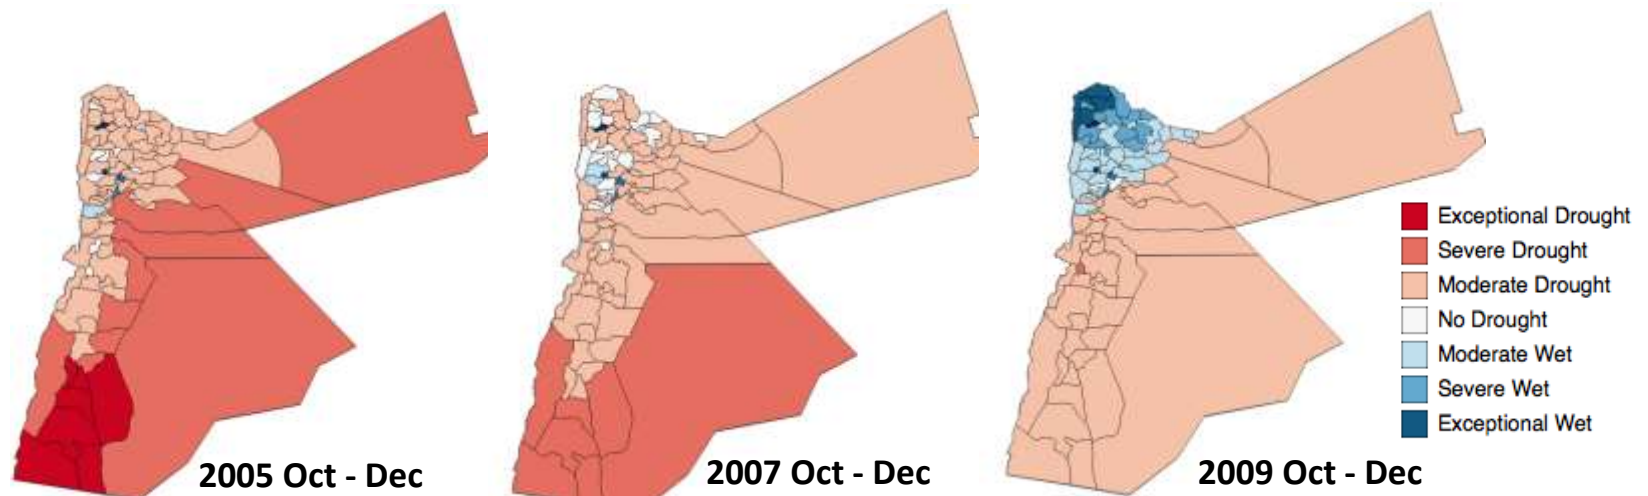 Exceptional Drought
Severe Drought
Moderate Drought
No Drought
Moderate Wet
Severe Wet
Exceptional Wet
2005 Oct - Dec
2007 Oct - Dec
2009 Oct - Dec